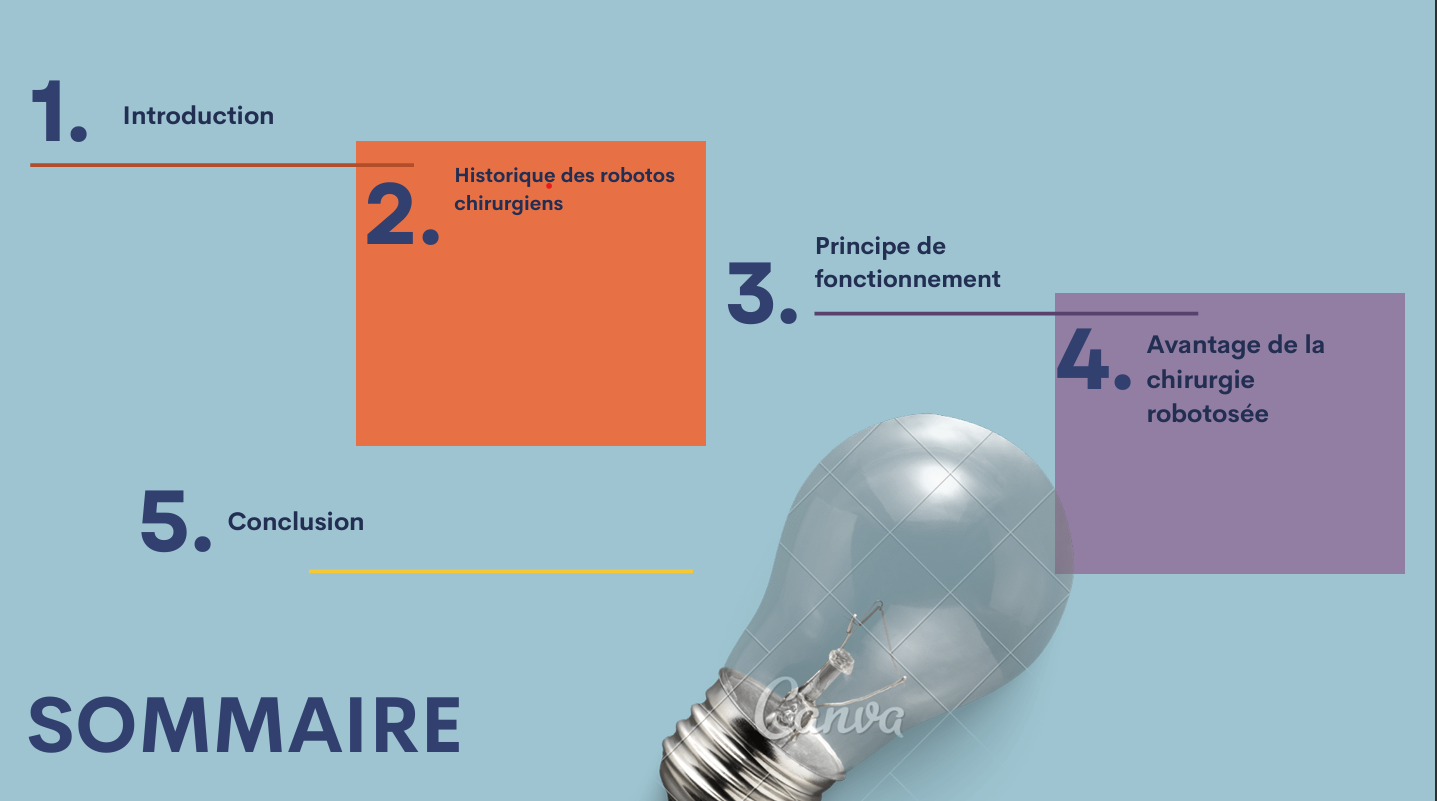 1. Introduction
2. Historique des robotos
chirurgiens
3. Principe de
fonctionnement
4. Avantage de la
chirurgie
robotosée
5. Conclusion
SOMMAIRE
Canva